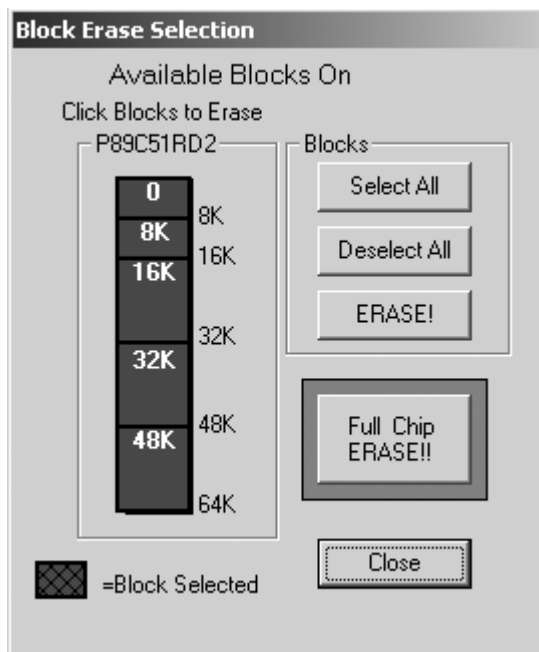 Block Erase Selection
Available Blocks On
Click Blocks to Erase
P89C51RD2
0
8K
8K
16K
16K
32K
32K
48K
48K
64K
Blocks
Select All
Deselect All
ERASE!
Full Chip
ERASE!!
Close
=Block Selected